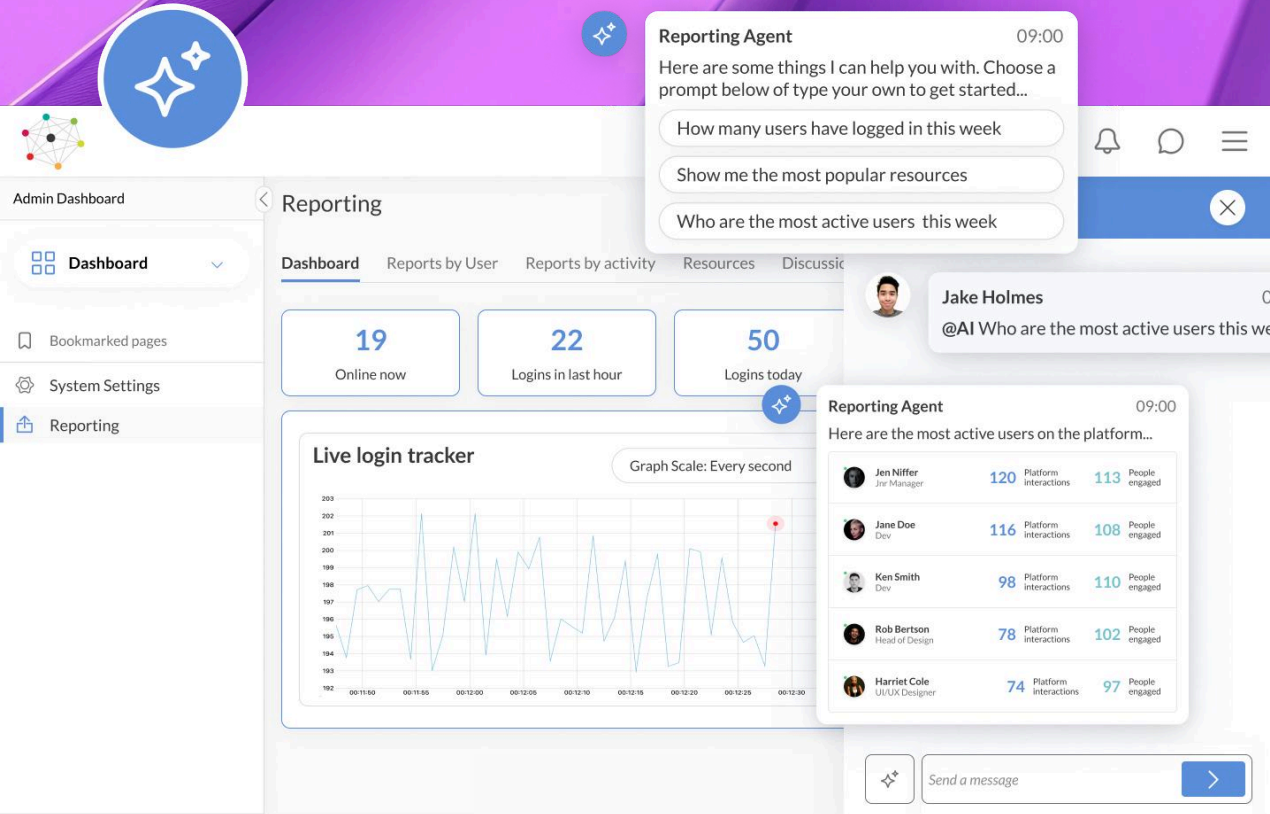 Reporting Agent 09:00
Here are some things I can help you with. Choose a
prompt below of type your own to get started...
How many users have logged in this week
Show me the most popular resources
Who are the most active users this week
Admin Dashboard
Dashboard
Bookmarked pages
System Settings
Reporting
Reporting
Dashboard Reports by User Reports by activity Resources Discussic
19
Online now
22
Logins in last hour
50
Logins today
Live login tracker
Graph Scale: Every second
203
202
201
200
199
198
197
196
195
194
193
192
00:11:50 00:11:55 00:12:00 00:12:05 00:12:10 00:12:15 00:12:20 00:12:25 00:12:30
Jake Holmes 0
@AI Who are the most active users this we
Reporting Agent 09:00
Here are the most active users on the platform...
Jen Niffer
Jnr Manager
120 Platform interactions
113 People engaged
Jane Doe
Dev
116 Platform interactions
108 People engaged
Ken Smith
Dev
98 Platform interactions
110 People engaged
Rob Bertson
Head of Design
78 Platform interactions
102 People engaged
Harriet Cole
UI/UX Designer
74 Platform interactions
97 People engaged
Send a message